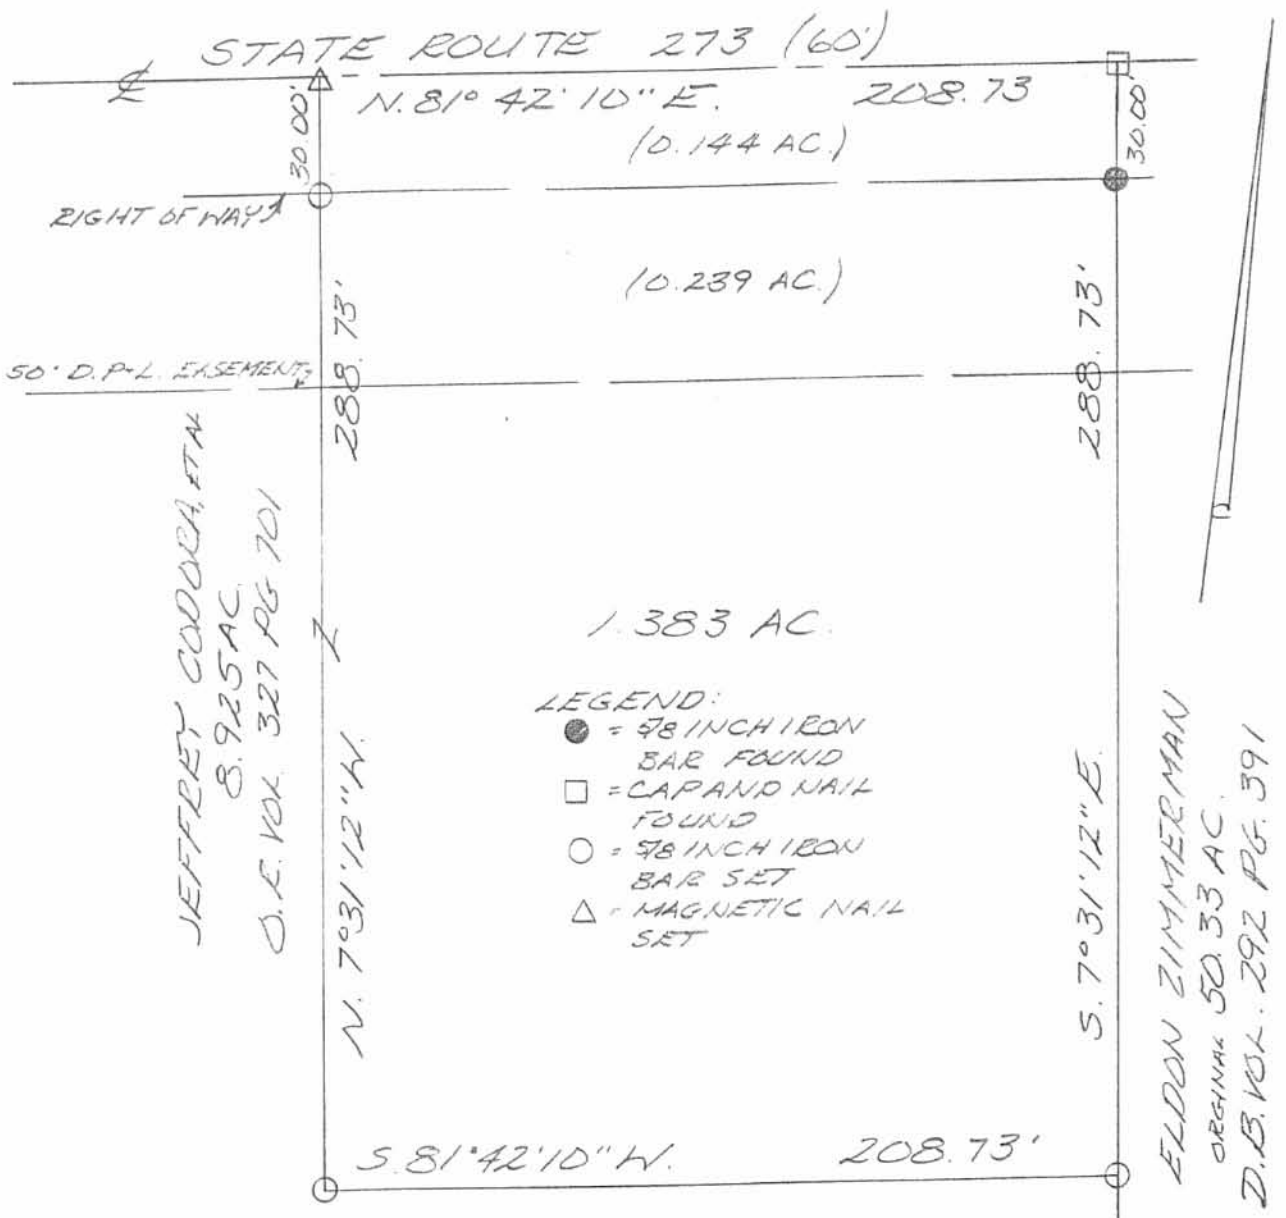 STATE ROUTE 273 (60')
℄
N. 81° 42' 10" E. 208.73
30.00'
30.00'
(0.144 AC.)
RIGHT OF WAY
(0.239 AC.)
288.73'
288.73'
50' D.P.&L. EASEMENT
JEFFREY CODORA, ET AL
8.925 AC.
O.R. VOL. 327 PG 701
1.383 AC.
LEGEND:
● = 5/8 INCH IRON
BAR FOUND
□ = CAP AND NAIL
FOUND
○ = 5/8 INCH IRON
BAR SET
△ = MAGNETIC NAIL
SET
N. 7°31'12" W.
S. 7°31'12" E.
ELDON ZIMMERMAN
ORGINAL 50.33 AC.
D.B. VOL. 292 PG. 391
S. 81°42'10" W. 208.73'